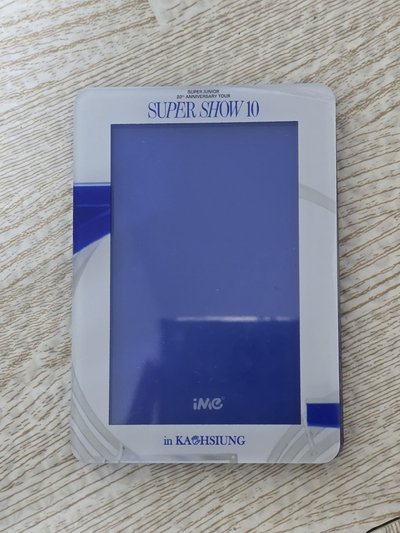 SUPER JUNIOR
20th ANNIVERSARY TOUR
SUPER SHOW 10
iMe
in KAOHSIUNG